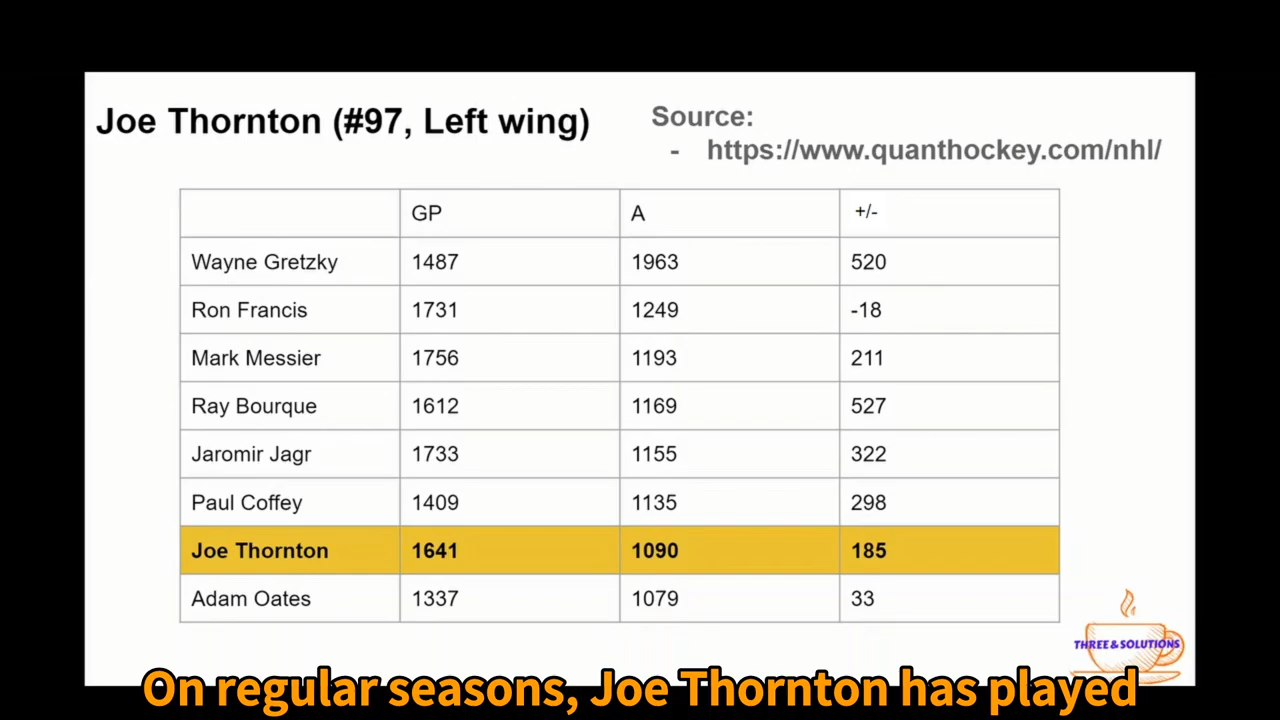 Joe Thornton (#97, Left wing)
Source:
- https://www.quanthockey.com/nhl/
GP A +/-
Wayne Gretzky 1487 1963 520
Ron Francis 1731 1249 -18
Mark Messier 1756 1193 211
Ray Bourque 1612 1169 527
Jaromir Jagr 1733 1155 322
Paul Coffey 1409 1135 298
Joe Thornton 1641 1090 185
Adam Oates 1337 1079 33
THREE & SOLUTIONS
On regular seasons, Joe Thornton has played